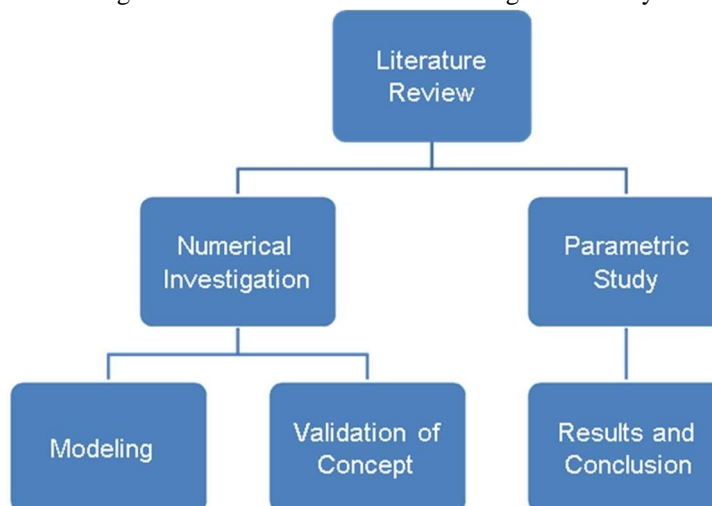 Literature
Review
Numerical
Investigation
Parametric
Study
Modeling
Validation of
Concept
Results and
Conclusion